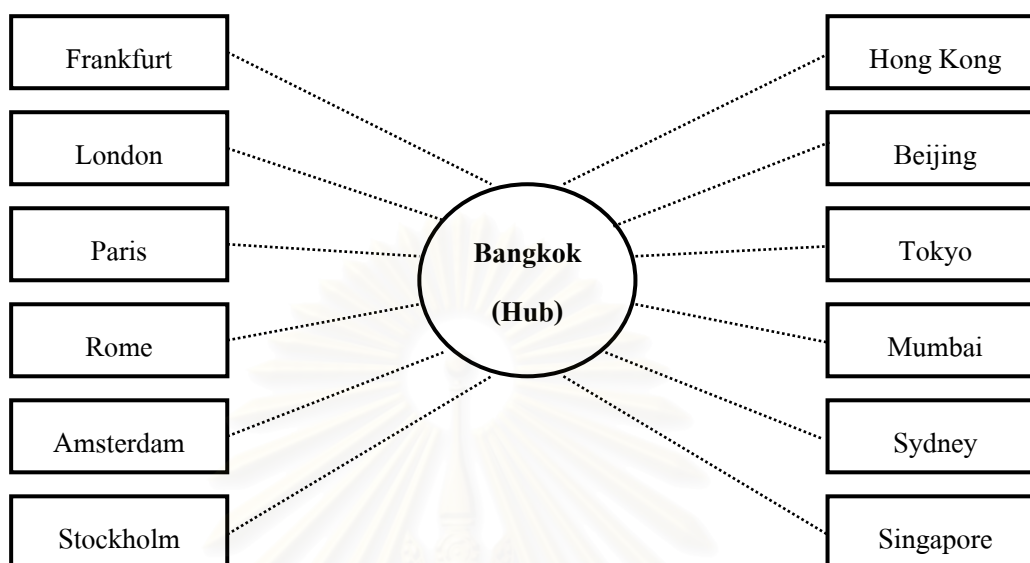 Frankfurt
London
Paris
Rome
Amsterdam
Stockholm
Bangkok
(Hub)
Hong Kong
Beijing
Tokyo
Mumbai
Sydney
Singapore